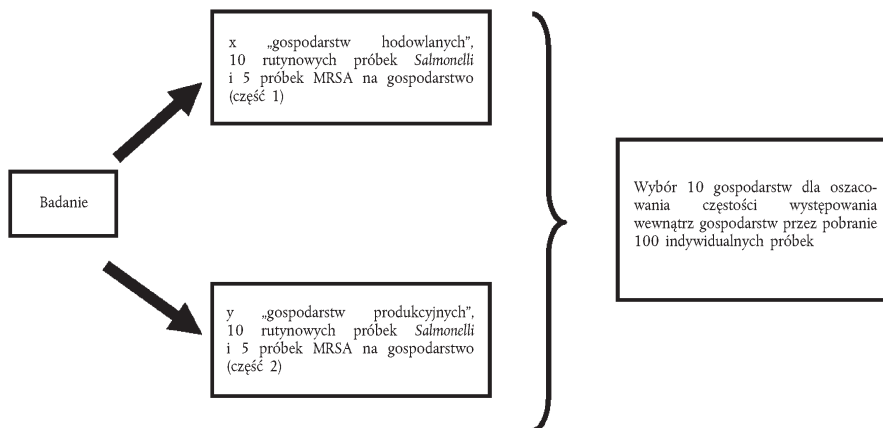 x „gospodarstw hodowlanych”,
10 rutynowych próbek Salmonelli
i 5 próbek MRSA na gospodarstwo
(część 1)
Badanie
Wybór 10 gospodarstw dla oszaco-
wania częstości występowania
wewnątrz gospodarstw przez pobranie
100 indywidualnych próbek
y „gospodarstw produkcyjnych”,
10 rutynowych próbek Salmonelli
i 5 próbek MRSA na gospodarstwo
(część 2)